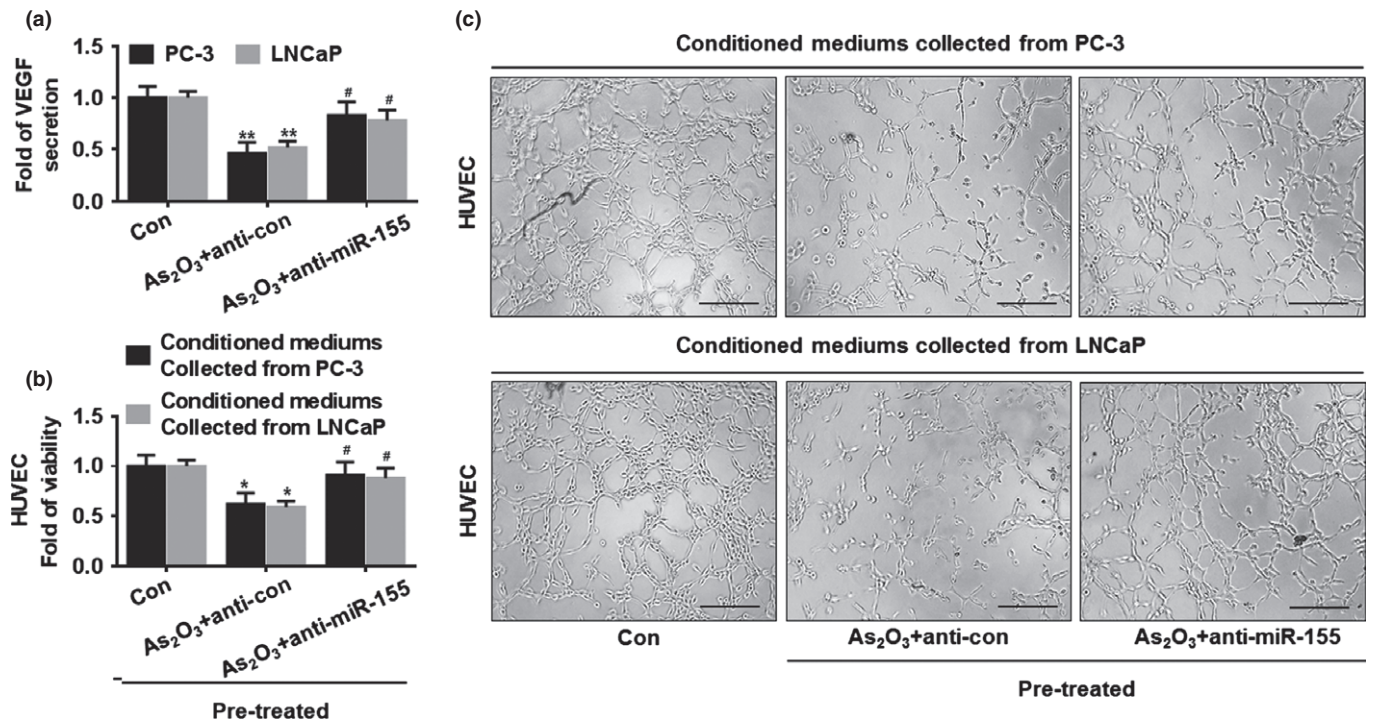 (a)
Fold of VEGF
secretion
1.5
1.0
0.5
0.0
PC-3
LNCaP
** ** # #
Con
As₂O₃+anti-con
As₂O₃+anti-miR-155
(b)
Conditioned mediums
Collected from PC-3
Conditioned mediums
Collected from LNCaP
HUVEC
Fold of viability
1.5
1.0
0.5
0.0
* * # #
Con
As₂O₃+anti-con
As₂O₃+anti-miR-155
Pre-treated
(c)
Conditioned mediums collected from PC-3
HUVEC
Conditioned mediums collected from LNCaP
HUVEC
Con
As₂O₃+anti-con
As₂O₃+anti-miR-155
Pre-treated